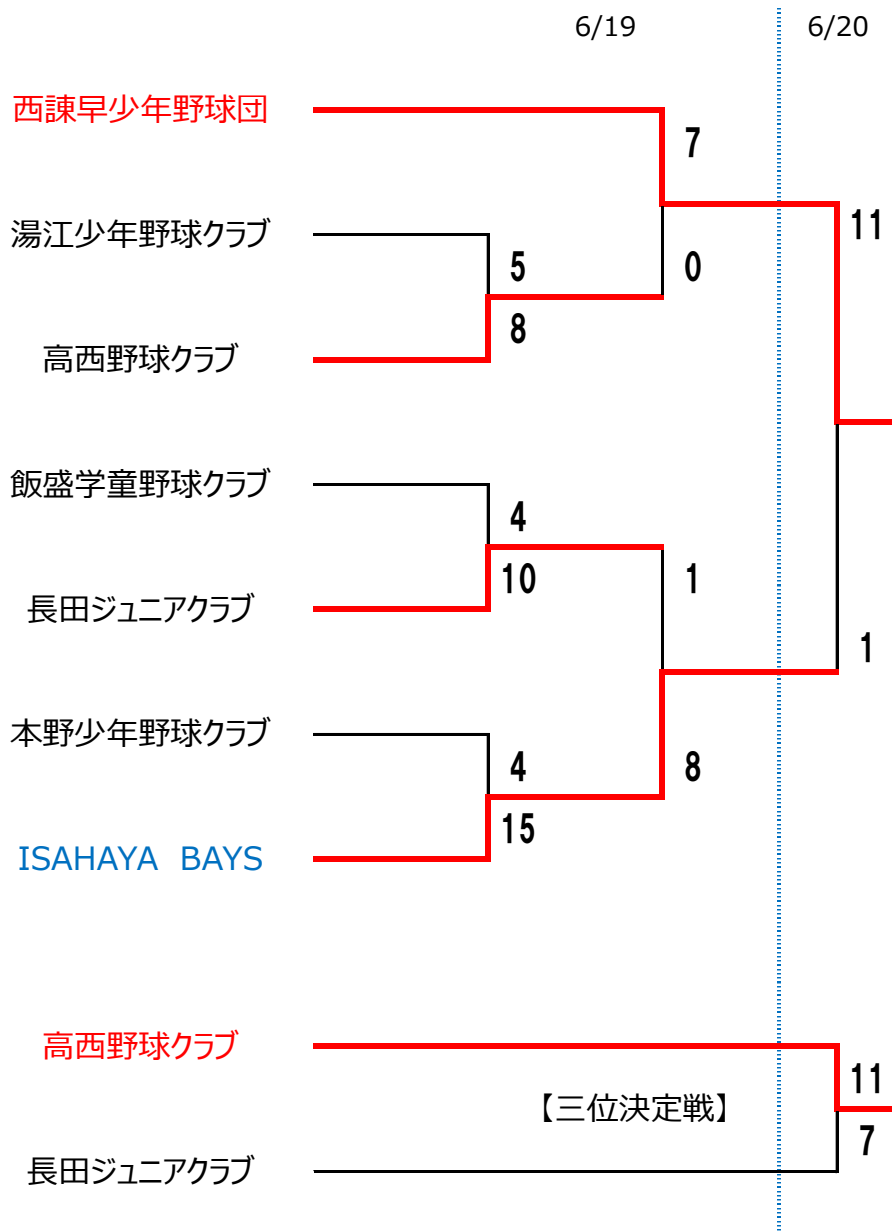 6/19 6/20
西諫早少年野球団
7
湯江少年野球クラブ
11
5
0
8
高西野球クラブ
飯盛学童野球クラブ
4
10
1
長田ジュニアクラブ
1
本野少年野球クラブ
4
8
15
ISAHAYA BAYS
高西野球クラブ
11
【三位決定戦】
7
長田ジュニアクラブ